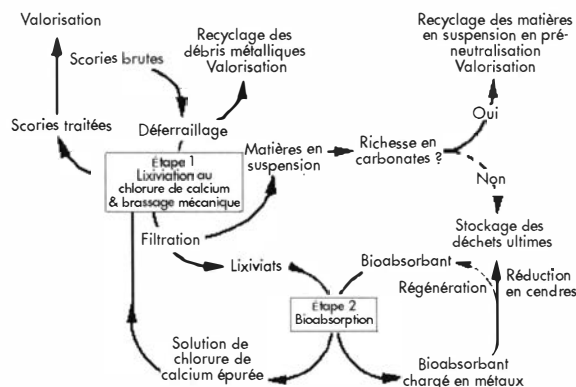 Valorisation
Scories brutes
Recyclage des
débris métalliques
Valorisation
Recyclage des matières
en suspension en pré-
neutralisation
Valorisation
Oui
Scories traitées
Déferraillage
Matières en
suspension
Richesse en
carbonates ?
Étape 1
Lixiviation au
chlorure de calcium
& brassage mécanique
Non
Filtration
Stockage des
déchets ultimes
Lixiviats
Bioabsorbant
Régénération
Réduction
en cendres
Étape 2
Bioabsorption
Solution de
chlorure de
calcium épurée
Bioabsorbant
chargé en métaux